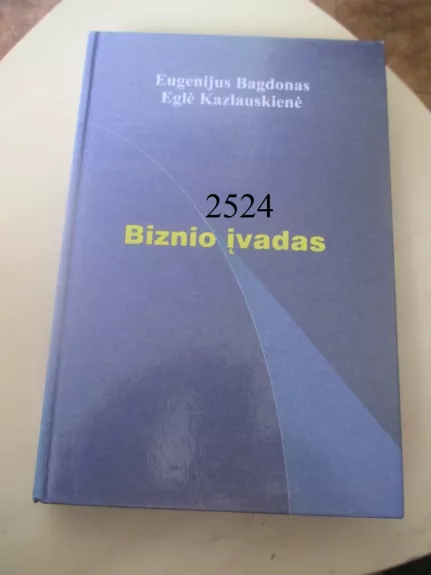 Eugenijus Bagdonas
Eglė Kazlauskienė
2524
Biznio įvadas